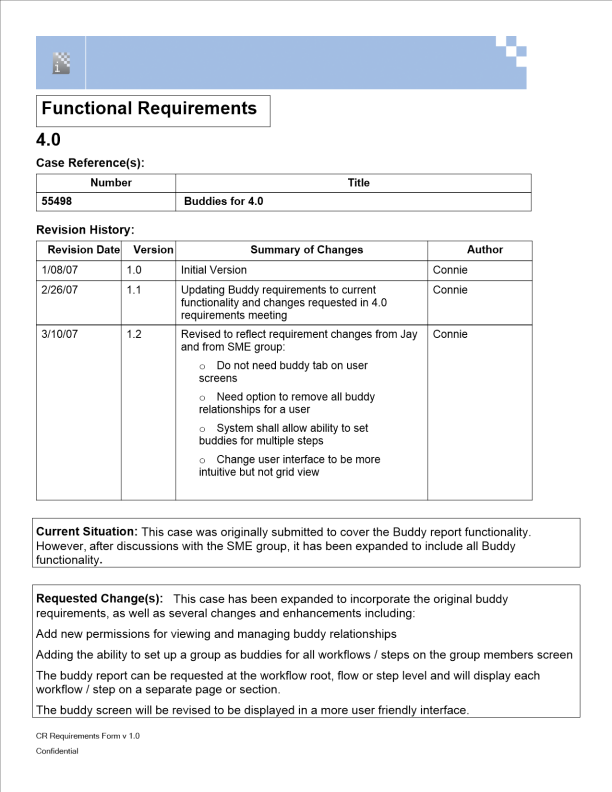 Functional Requirements
4.0
Case Reference(s):
Number Title
55498 Buddies for 4.0
Revision History:
Revision Date Version Summary of Changes Author
1/08/07 1.0 Initial Version Connie
2/26/07 1.1 Updating Buddy requirements to current Connie
functionality and changes requested in 4.0
requirements meeting
3/10/07 1.2 Revised to reflect requirement changes from Jay Connie
and from SME group:
o Do not need buddy tab on user
screens
o Need option to remove all buddy
relationships for a user
o System shall allow ability to set
buddies for multiple steps
o Change user interface to be more
intuitive but not grid view
Current Situation: This case was originally submitted to cover the Buddy report functionality.
However, after discussions with the SME group, it has been expanded to include all Buddy
functionality.
Requested Change(s): This case has been expanded to incorporate the original buddy
requirements, as well as several changes and enhancements including:
Add new permissions for viewing and managing buddy relationships
Adding the ability to set up a group as buddies for all workflows / steps on the group members screen
The buddy report can be requested at the workflow root, flow or step level and will display each
workflow / step on a separate page or section.
The buddy screen will be revised to be displayed in a more user friendly interface.
CR Requirements Form v 1.0
Confidential